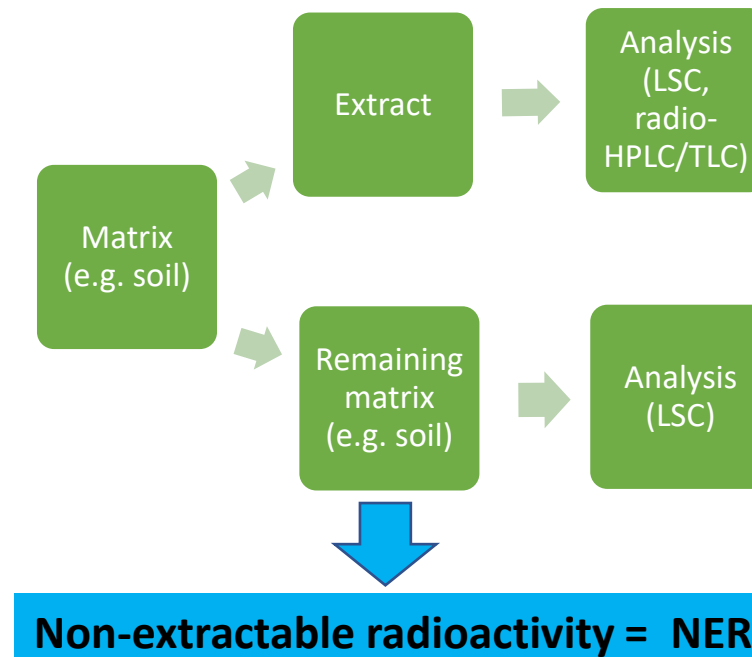 Extract
Analysis
(LSC,
radio-
HPLC/TLC)
Matrix
(e.g. soil)
Remaining
matrix
(e.g. soil)
Analysis
(LSC)
Non-extractable radioactivity = NER